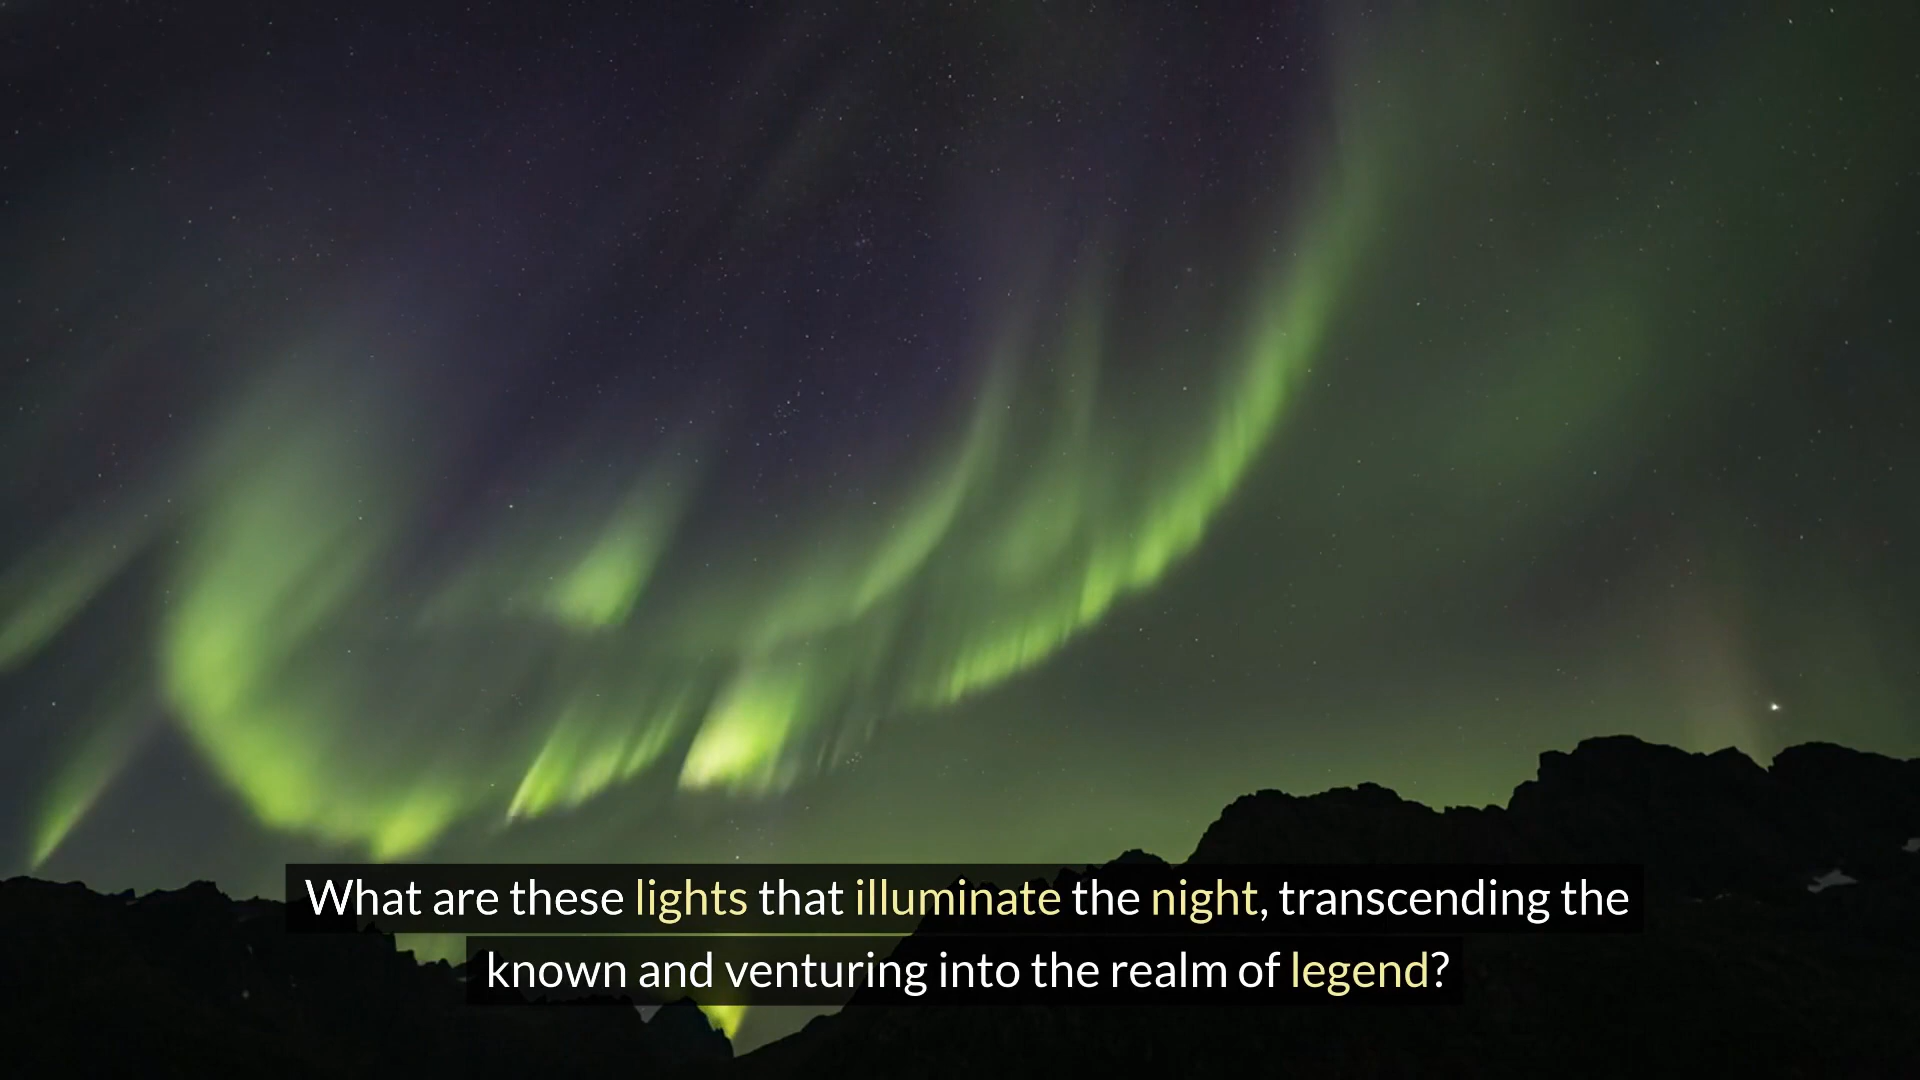 What are these lights that illuminate the night, transcending the
known and venturing into the realm of legend?